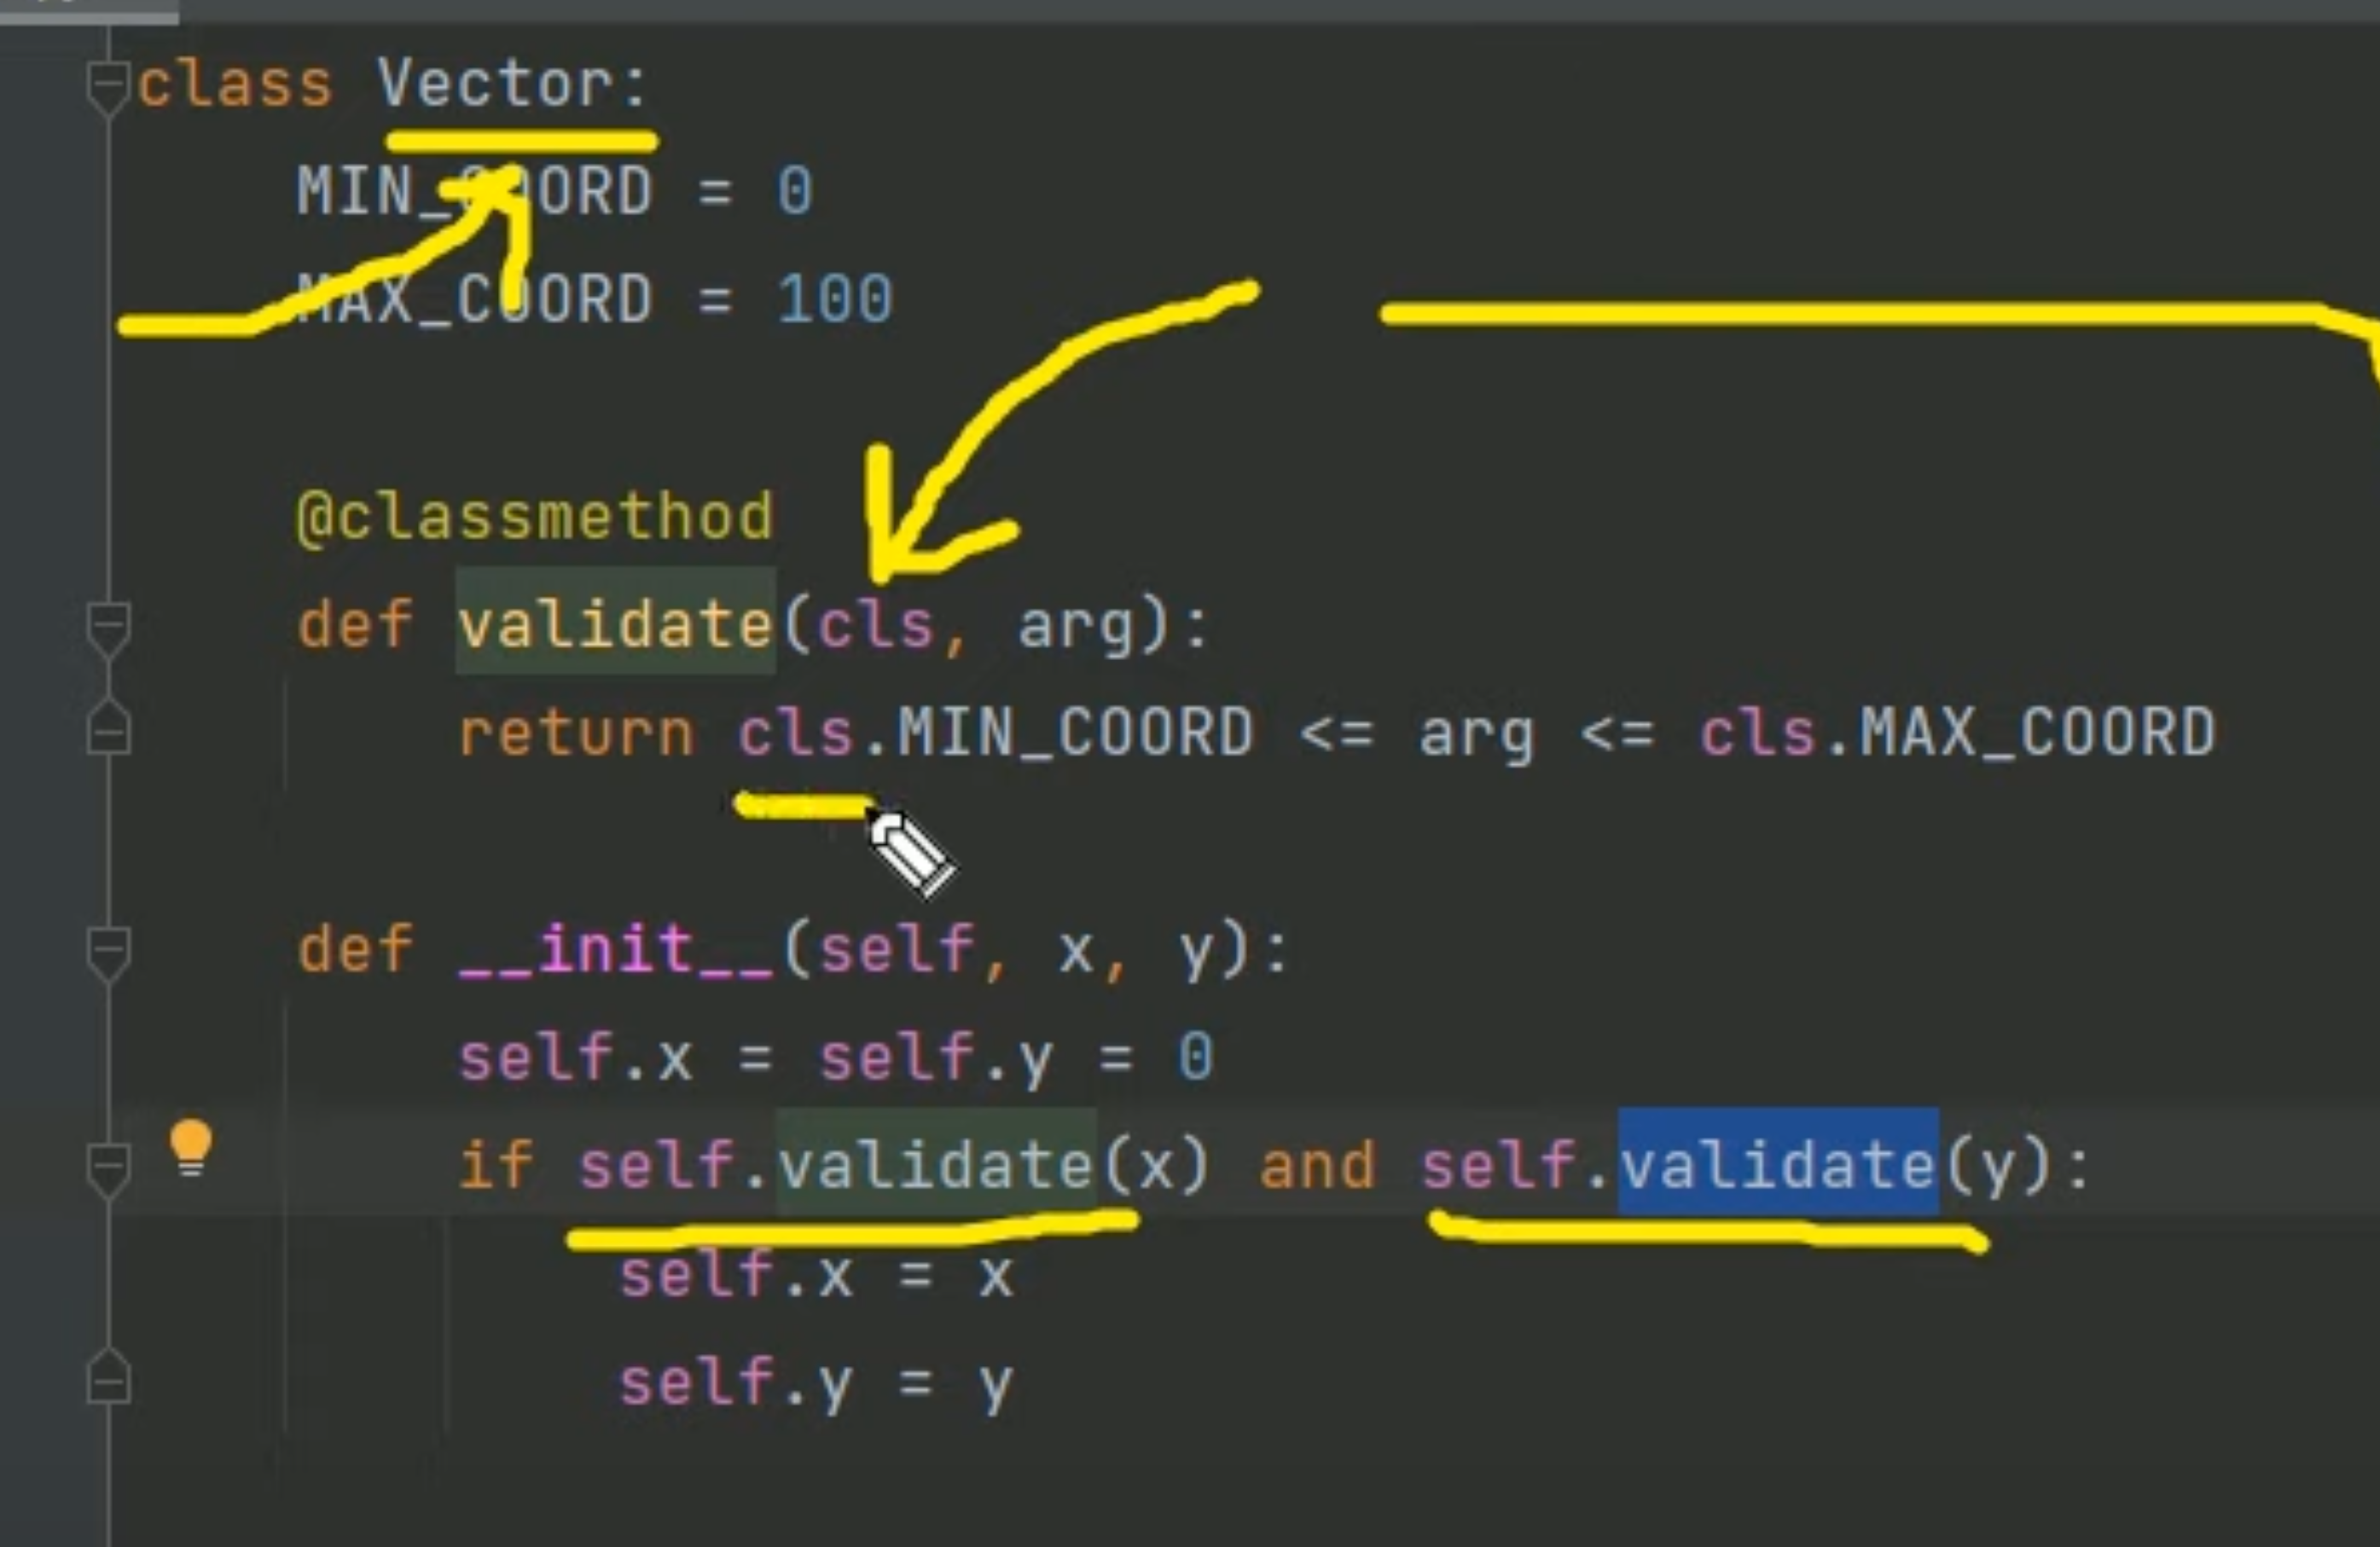 class Vector:
    MIN_COORD = 0
    MAX_COORD = 100

    @classmethod
    def validate(cls, arg):
        return cls.MIN_COORD <= arg <= cls.MAX_COORD

    def __init__(self, x, y):
        self.x = self.y = 0
        if self.validate(x) and self.validate(y):
            self.x = x
            self.y = y